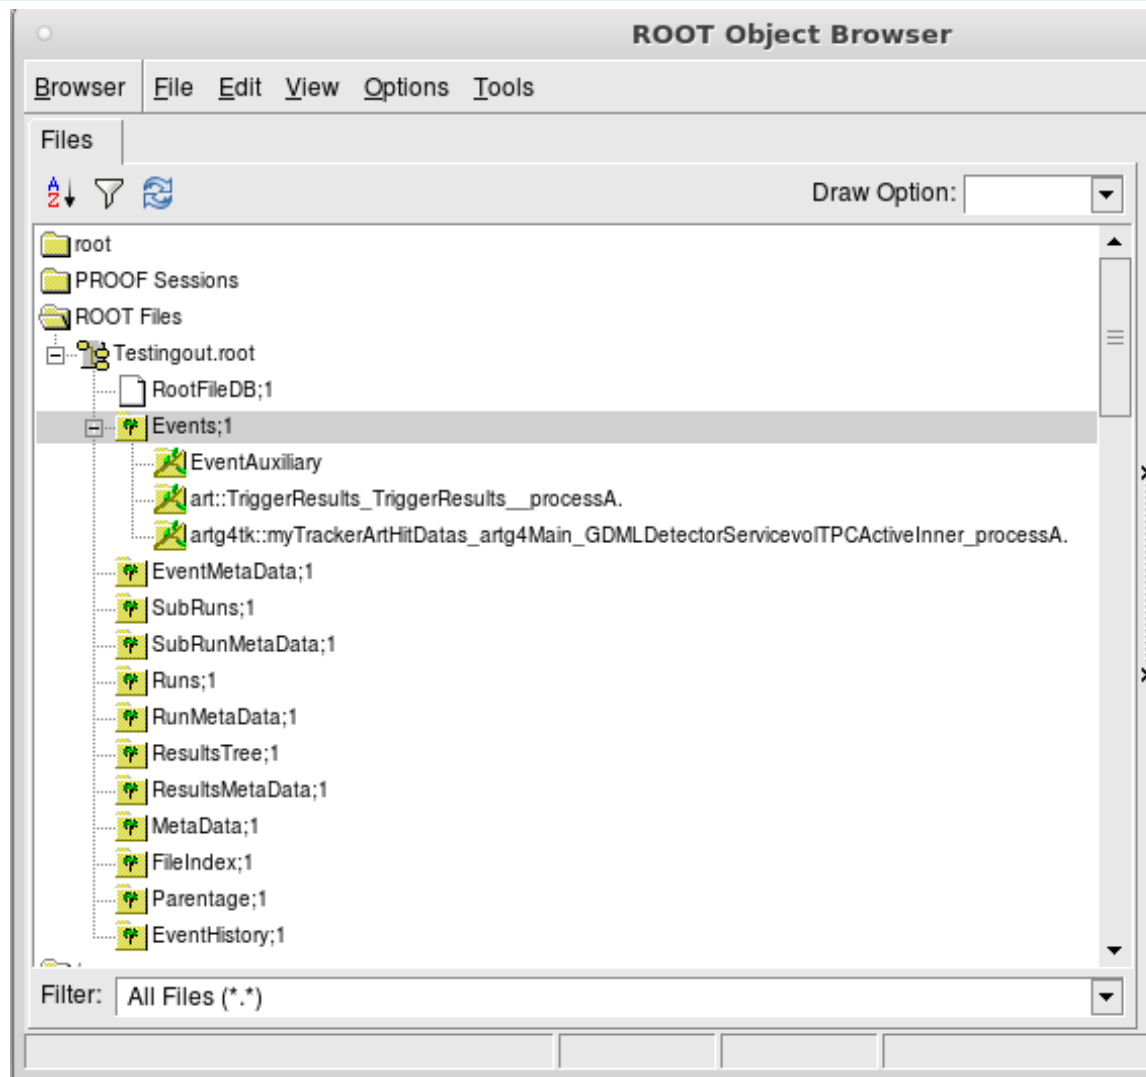 ROOT Object Browser
Browser File Edit View Options Tools
Files
Draw Option:
root
PROOF Sessions
ROOT Files
Testingout.root
RootFileDB;1
Events;1
EventAuxiliary
art::TriggerResults_TriggerResults__processA.
artg4tk::myTrackerArtHitDatas_artg4Main_GDMLDetectorServicevolTPCActiveInner_processA.
EventMetaData;1
SubRuns;1
SubRunMetaData;1
Runs;1
RunMetaData;1
ResultsTree;1
ResultsMetaData;1
MetaData;1
FileIndex;1
Parentage;1
EventHistory;1
Filter: All Files (*.*)